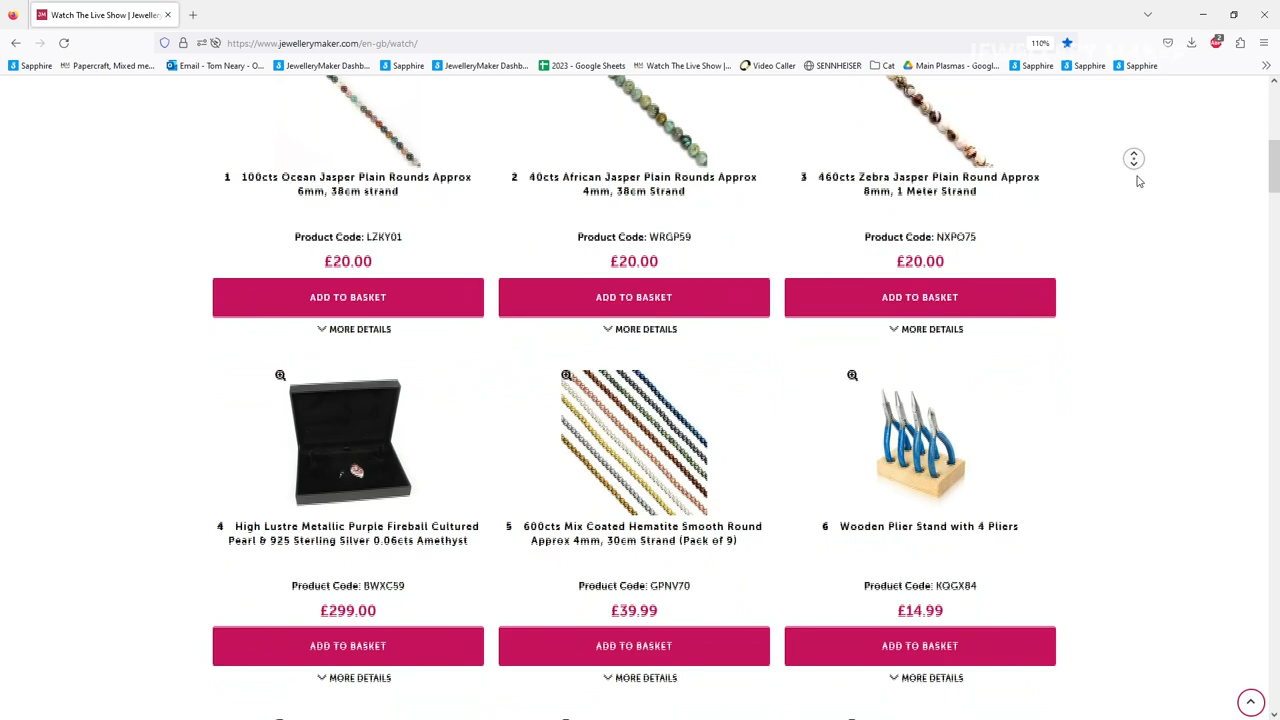 Watch The Live Show | Jewellery
https://www.jewellerymaker.com/en-gb/watch/
110%
2
Sapphire
Papercraft, Mixed me...
Email - Tom Neary - O...
JewelleryMaker Dashb...
Sapphire
JewelleryMaker Dashb...
2023 - Google Sheets
Watch The Live Show |...
Video Caller
SENNHEISER
Cat
Main Plasmas - Googl...
Sapphire
Sapphire
Sapphire
1 100cts Ocean Jasper Plain Rounds Approx
6mm, 38cm strand
Product Code: LZKY01
£20.00
ADD TO BASKET
MORE DETAILS
2 40cts African Jasper Plain Rounds Approx
4mm, 38cm Strand
Product Code: WRGP59
£20.00
ADD TO BASKET
MORE DETAILS
3 460cts Zebra Jasper Plain Round Approx
8mm, 1 Meter Strand
Product Code: NXPO75
£20.00
ADD TO BASKET
MORE DETAILS
4 High Lustre Metallic Purple Fireball Cultured
Pearl & 925 Sterling Silver 0.06cts Amethyst
Product Code: BWXC59
£299.00
ADD TO BASKET
MORE DETAILS
5 600cts Mix Coated Hematite Smooth Round
Approx 4mm, 30cm Strand (Pack of 9)
Product Code: GPNV70
£39.99
ADD TO BASKET
MORE DETAILS
6 Wooden Plier Stand with 4 Pliers
Product Code: KQGX84
£14.99
ADD TO BASKET
MORE DETAILS